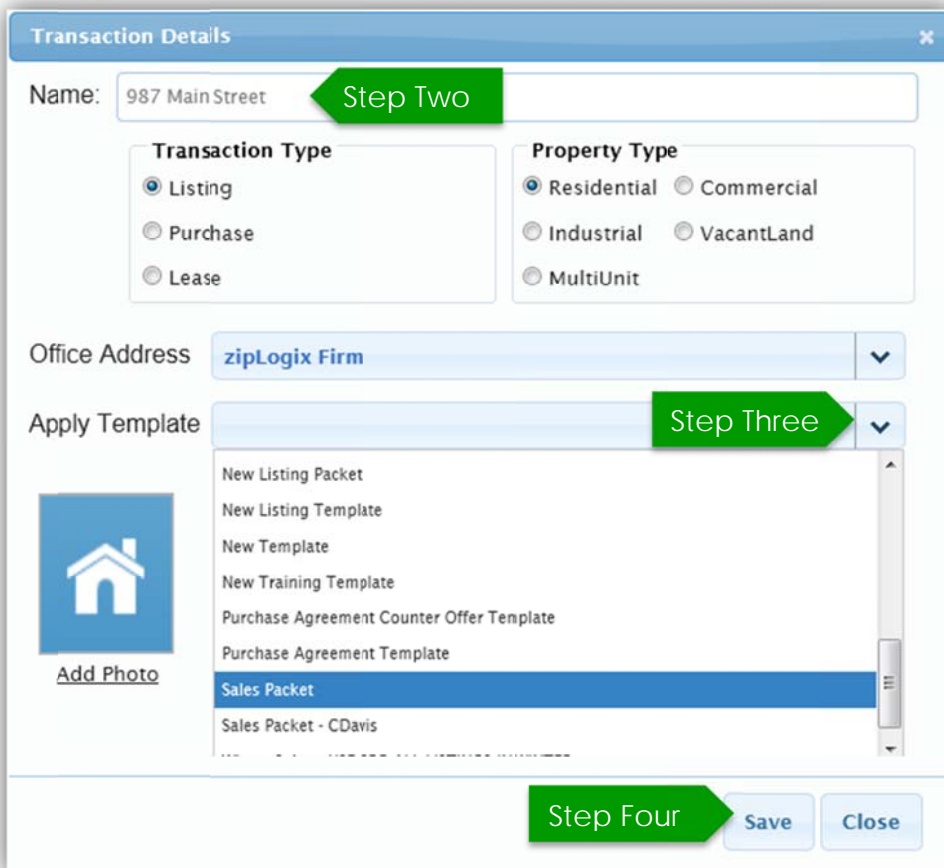 Transaction Details
Name: 987 Main Street Step Two
Transaction Type Property Type
Listing Residential Commercial
Purchase Industrial VacantLand
Lease MultiUnit
Office Address zipLogix Firm
Apply Template Step Three
New Listing Packet
New Listing Template
New Template
New Training Template
Purchase Agreement Counter Offer Template
Purchase Agreement Template
Add Photo
Sales Packet
Sales Packet - CDavis
Step Four Save Close